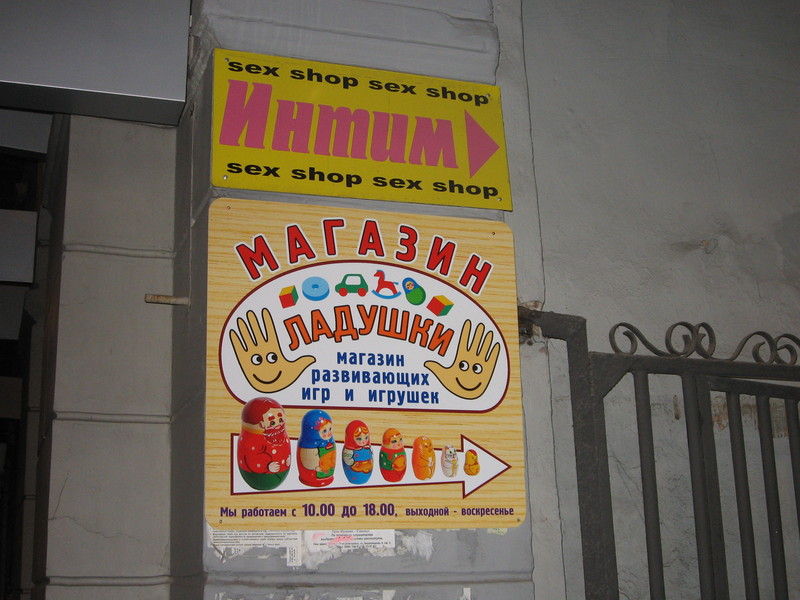 sex shop sex shop
Интим
sex shop sex shop
МАГАЗИН
ЛАДУШКИ
магазин
развивающих
игр и игрушек
Мы работаем с 10.00 до 18.00, выходной - воскресенье